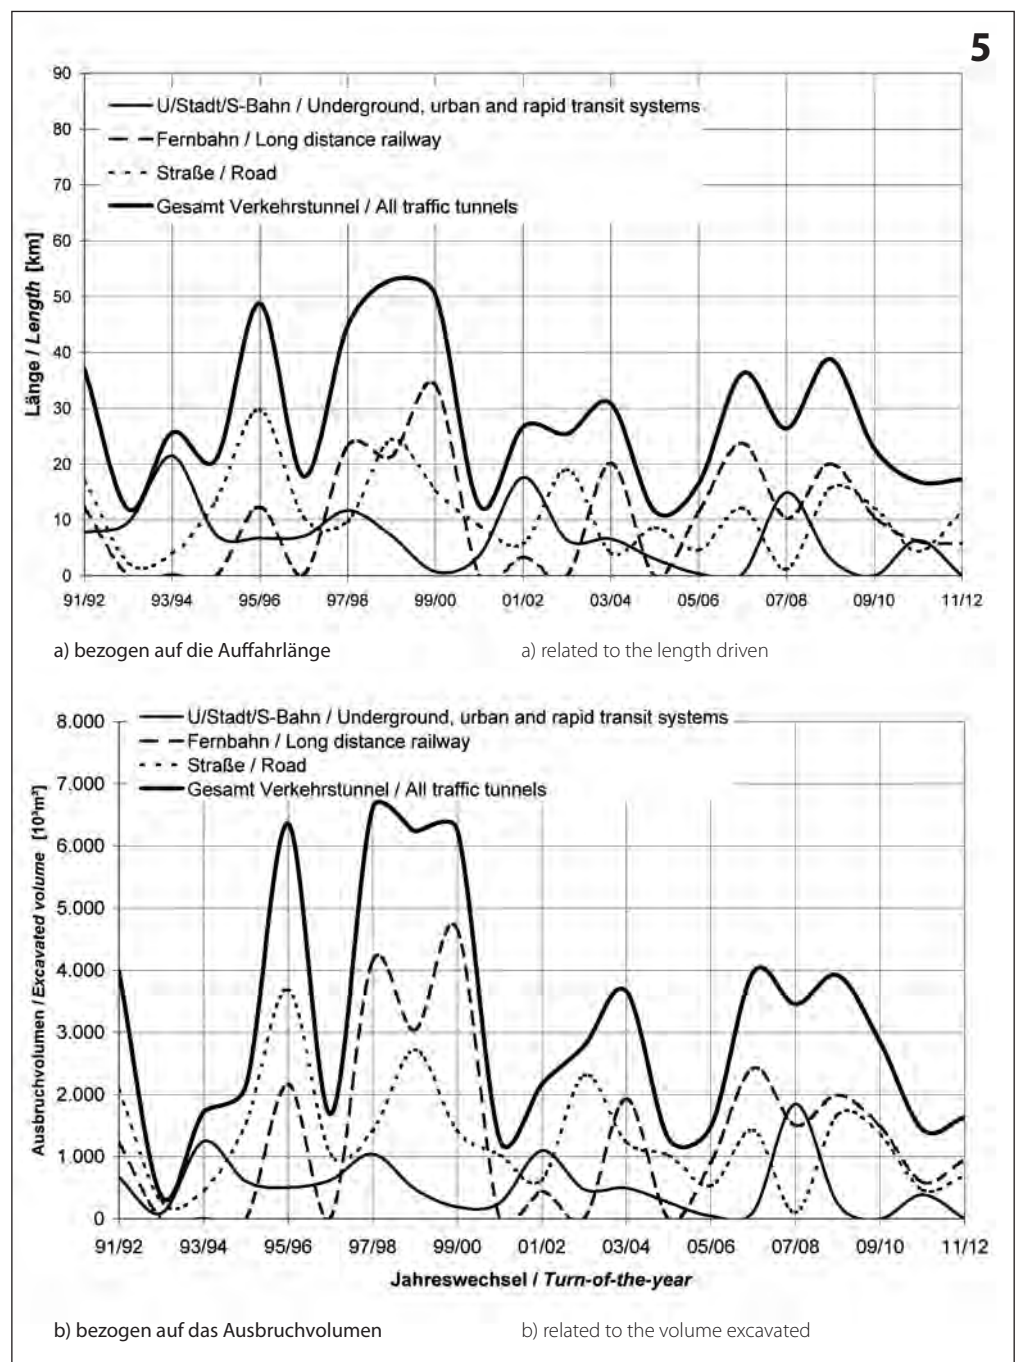 5
90
U/Stadt/S-Bahn / Underground, urban and rapid transit systems
80
Fernbahn / Long distance railway
70
Straße / Road
Gesamt Verkehrstunnel / All traffic tunnels
60
50
40
30
20
10
0
Länge / Length [km]
91/92 93/94 95/96 97/98 99/00 01/02 03/04 05/06 07/08 09/10 11/12
a) bezogen auf die Auffahrlänge a) related to the length driven
8.000
U/Stadt/S-Bahn / Underground, urban and rapid transit systems
Fernbahn / Long distance railway
Straße / Road
7.000
Gesamt Verkehrstunnel / All traffic tunnels
6.000
5.000
4.000
3.000
2.000
1.000
0
Ausbruchvolumen / Excavated volume [10³m³]
91/92 93/94 95/96 97/98 99/00 01/02 03/04 05/06 07/08 09/10 11/12
Jahreswechsel / Turn-of-the-year
b) bezogen auf das Ausbruchvolumen b) related to the volume excavated